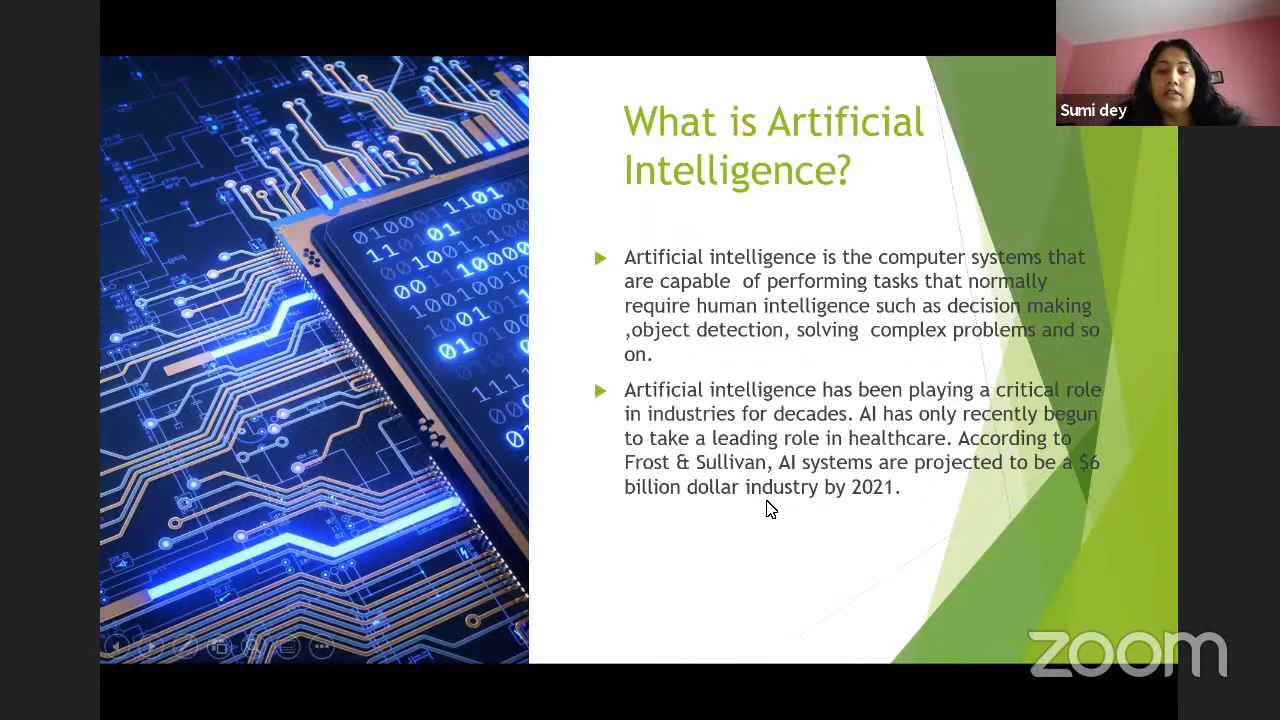 What is Artificial
Intelligence?
Sumi dey
Artificial intelligence is the computer systems that
are capable of performing tasks that normally
require human intelligence such as decision making
,object detection, solving complex problems and so
on.
Artificial intelligence has been playing a critical role
in industries for decades. AI has only recently begun
to take a leading role in healthcare. According to
Frost & Sullivan, AI systems are projected to be a $6
billion dollar industry by 2021.
zoom